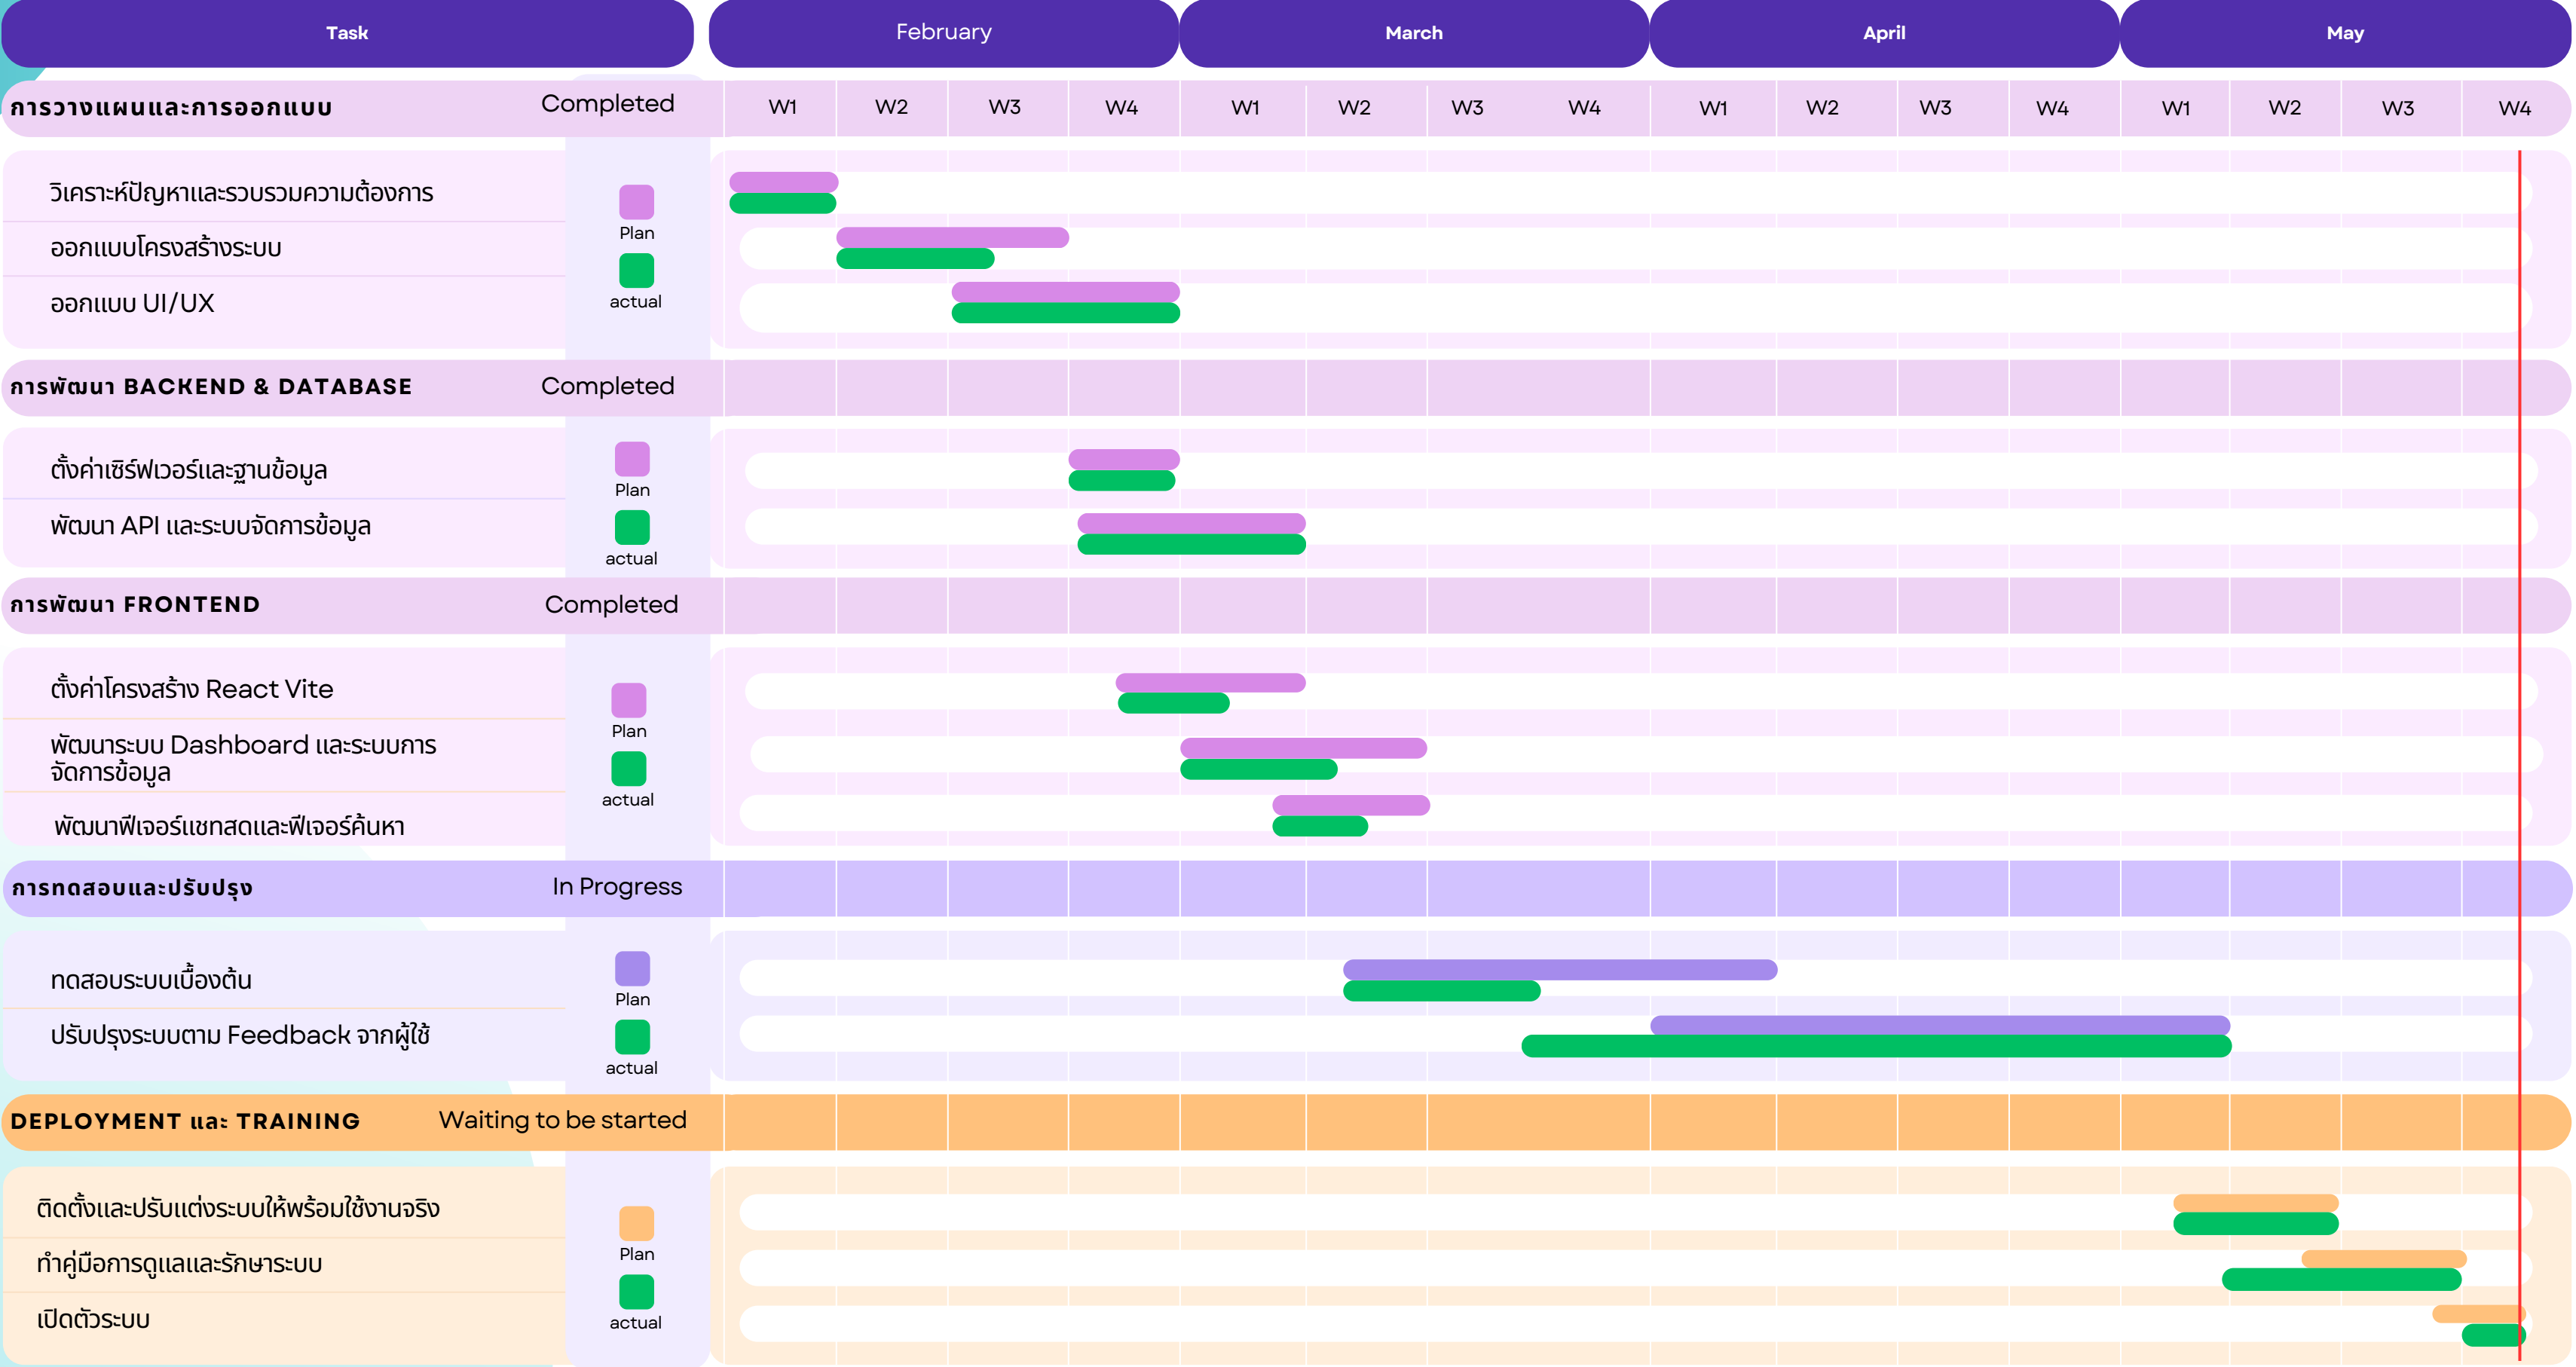 Task
February
March
April
May
การวางแผนและการออกแบบ
Completed
W1
W2
W3
W4
W1
W2
W3
W4
W1
W2
W3
W4
W1
W2
W3
W4
วิเคราะห์ปัญหาและรวบรวมความต้องการ
ออกแบบโครงสร้างระบบ
ออกแบบ UI/UX
Plan
actual
การพัฒนา BACKEND & DATABASE
Completed
ตั้งค่าเซิร์ฟเวอร์และฐานข้อมูล
พัฒนา API และระบบจัดการข้อมูล
Plan
actual
การพัฒนา FRONTEND
Completed
ตั้งค่าโครงสร้าง React Vite
พัฒนาระบบ Dashboard และระบบการ
จัดการข้อมูล
พัฒนาฟีเจอร์แชทสดและฟีเจอร์ค้นหา
Plan
actual
การทดสอบและปรับปรุง
In Progress
ทดสอบระบบเบื้องต้น
ปรับปรุงระบบตาม Feedback จากผู้ใช้
Plan
actual
DEPLOYMENT และ TRAINING
Waiting to be started
ติดตั้งและปรับแต่งระบบให้พร้อมใช้งานจริง
ทำคู่มือการดูแลและรักษาระบบ
เปิดตัวระบบ
Plan
actual